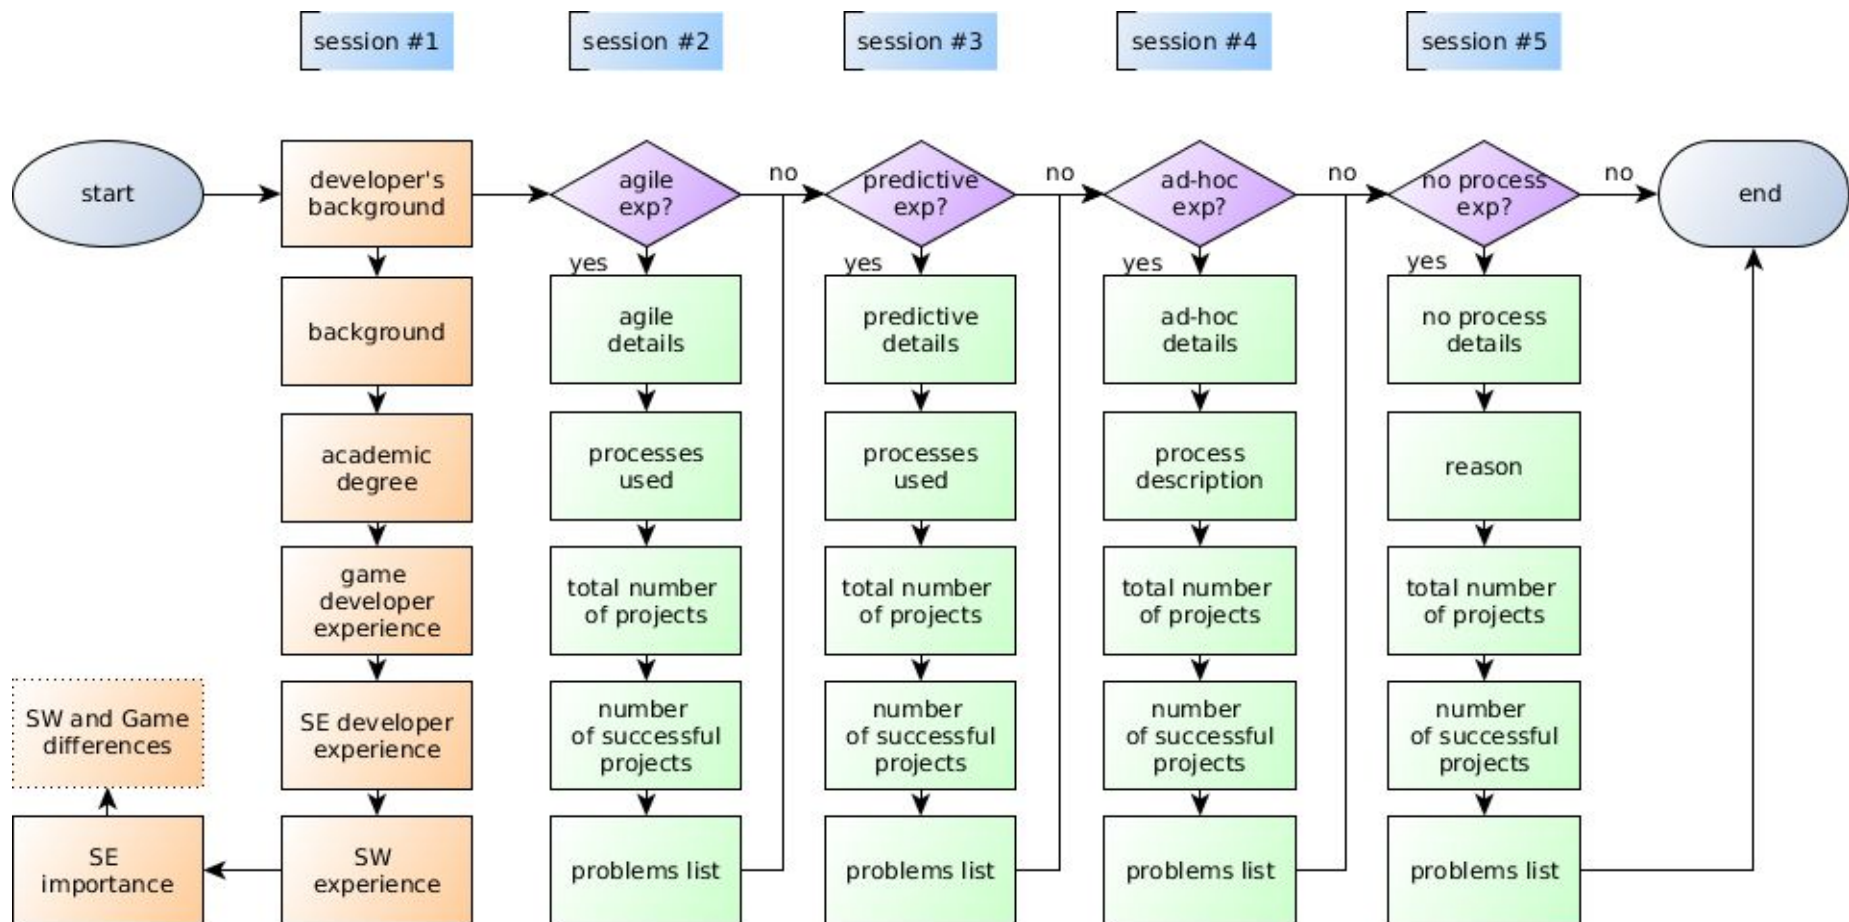 session #1
session #2
session #3
session #4
session #5
start
developer's
background
agile
exp?
no
predictive
exp?
no
ad-hoc
exp?
no
no process
exp?
no
end
yes
yes
yes
yes
background
agile
details
predictive
details
ad-hoc
details
no process
details
academic
degree
processes
used
processes
used
process
description
reason
game
developer
experience
total number
of projects
total number
of projects
total number
of projects
total number
of projects
SW and Game
differences
SE developer
experience
number
of successful
projects
number
of successful
projects
number
of successful
projects
number
of successful
projects
SE
importance
SW
experience
problems list
problems list
problems list
problems list